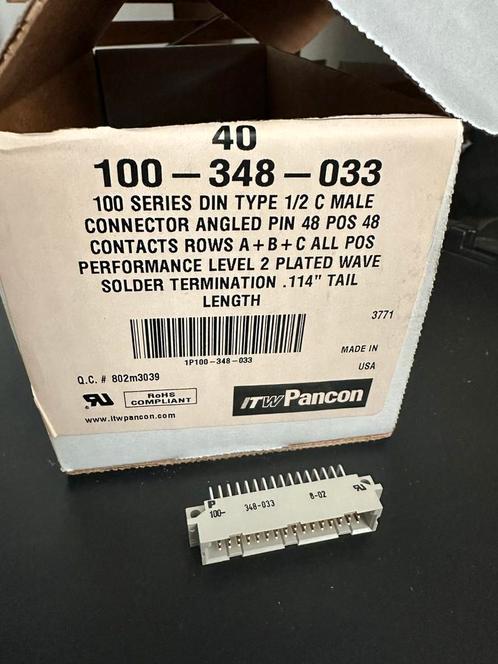 40
100-348-033
100 SERIES DIN TYPE 1/2 C MALE
CONNECTOR ANGLED PIN 48 POS 48
CONTACTS ROWS A+B+C ALL POS
PERFORMANCE LEVEL 2 PLATED WAVE
SOLDER TERMINATION .114" TAIL
LENGTH
3771
1P100-348-033
MADE IN
USA
Q.C. # 802m3039
RoHS
COMPLIANT
ITW Pancon
www.itwpancon.com
P
100- 348-033 8-02